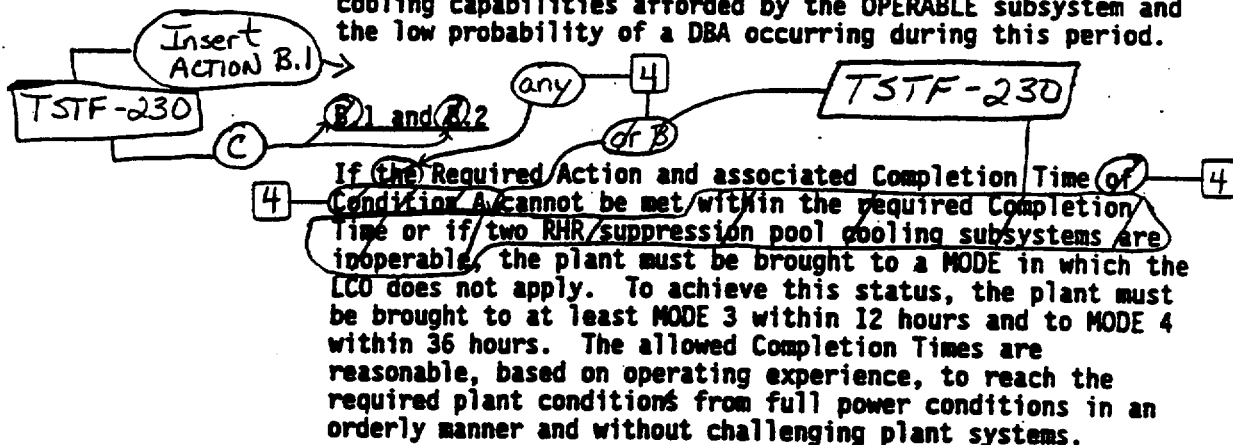 cooling capabilities afforded by the OPERABLE subsystem and
the low probability of a DBA occurring during this period.
Insert
ACTION B.1
TSTF-230
any
4
TSTF-230
B.1 and B.2
C
or B
If the Required Action and associated Completion Time of
4
4
Condition A cannot be met within the required Completion
Time or if two RHR suppression pool cooling subsystems are
inoperable, the plant must be brought to a MODE in which the
LCO does not apply. To achieve this status, the plant must
be brought to at least MODE 3 within 12 hours and to MODE 4
within 36 hours. The allowed Completion Times are
reasonable, based on operating experience, to reach the
required plant conditions from full power conditions in an
orderly manner and without challenging plant systems.